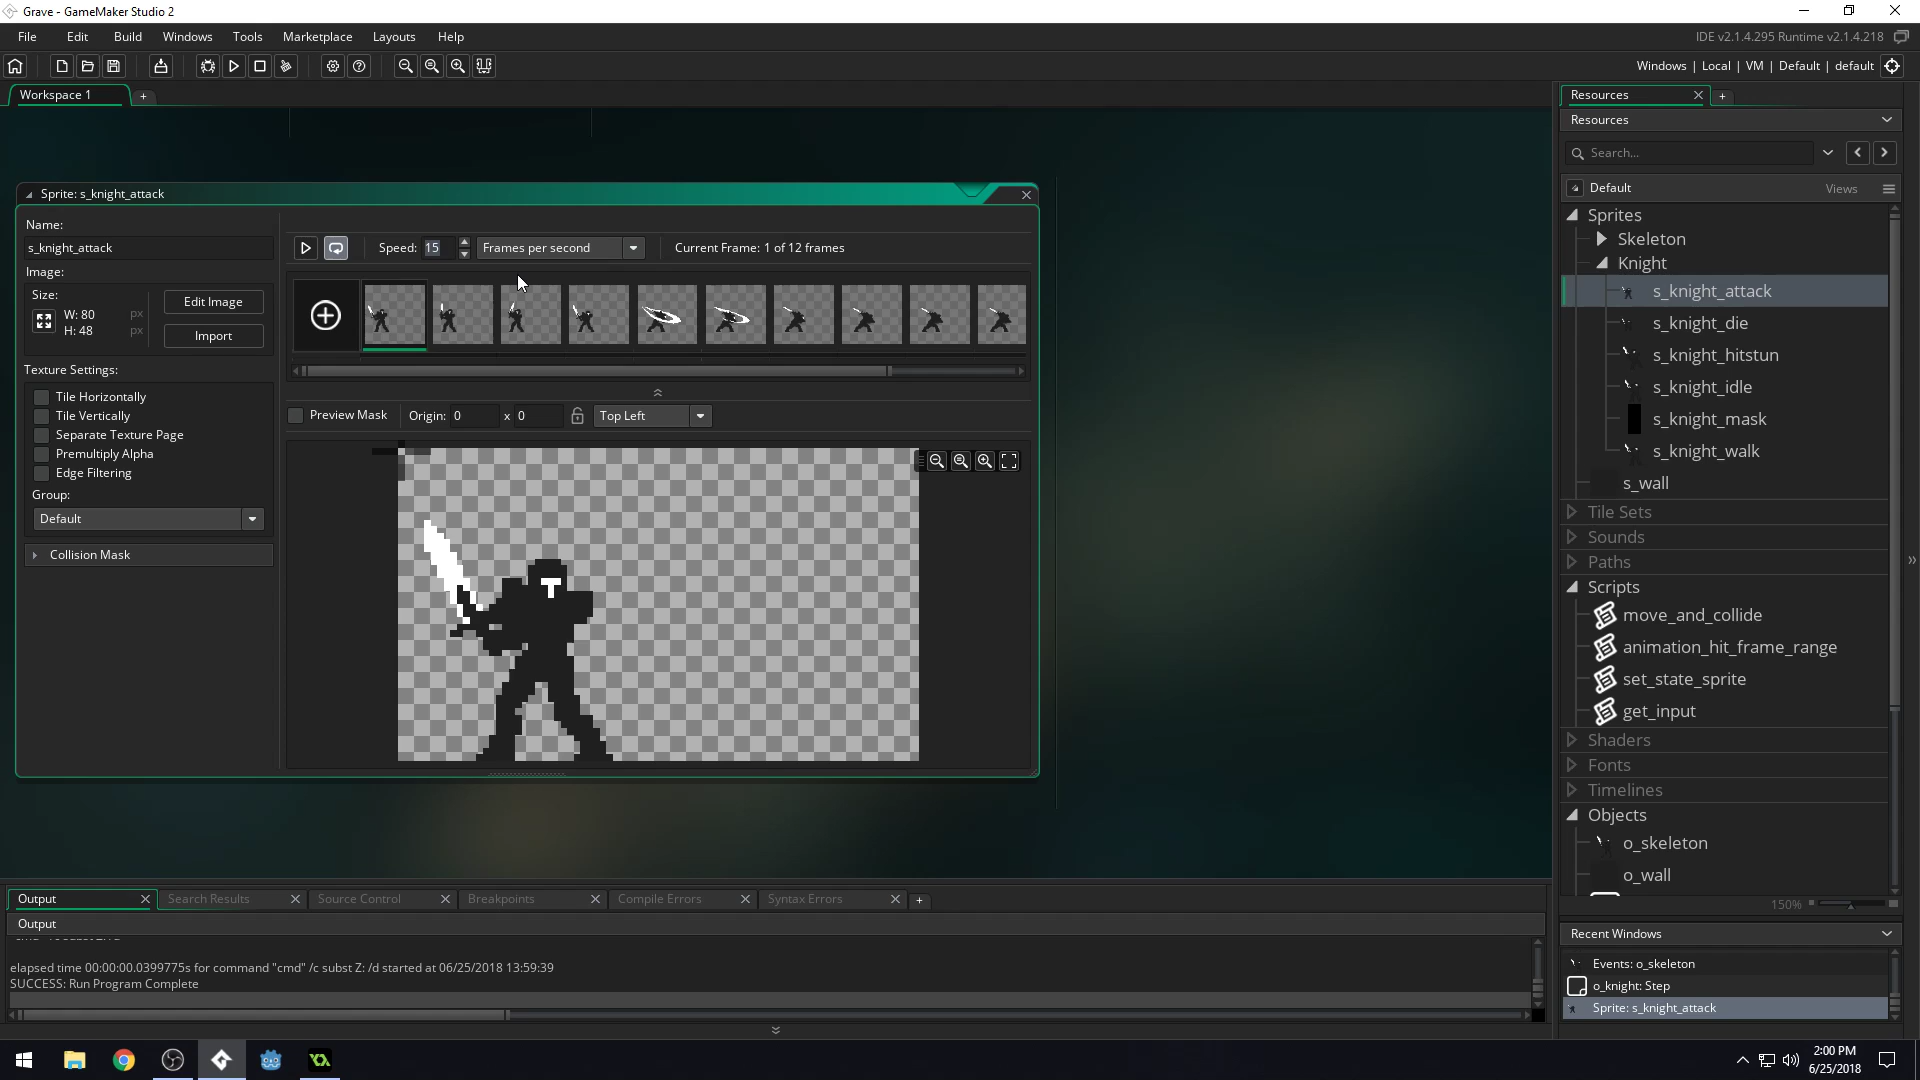 Grave - GameMaker Studio 2
File Edit Build Windows Tools Marketplace Layouts Help
IDE v2.1.4.295 Runtime v2.1.4.218
Windows | Local | VM | Default | default
Workspace 1
Sprite: s_knight_attack
Name:
s_knight_attack
Image:
Size:
W: 80 px
H: 48 px
Edit Image
Import
Texture Settings:
Tile Horizontally
Tile Vertically
Separate Texture Page
Premultiply Alpha
Edge Filtering
Group:
Default
Collision Mask
Speed: 15 Frames per second Current Frame: 1 of 12 frames
Preview Mask Origin: 0 x 0 Top Left
Resources
Resources
Search...
Default Views
Sprites
Skeleton
Knight
s_knight_attack
s_knight_die
s_knight_hitstun
s_knight_idle
s_knight_mask
s_knight_walk
s_wall
Tile Sets
Sounds
Paths
Scripts
move_and_collide
animation_hit_frame_range
set_state_sprite
get_input
Shaders
Fonts
Timelines
Objects
o_skeleton
o_wall
150%
Recent Windows
Events: o_skeleton
o_knight: Step
Sprite: s_knight_attack
Output Search Results Source Control Breakpoints Compile Errors Syntax Errors
Output
elapsed time 00:00:00.0399775s for command "cmd" /c subst Z: /d started at 06/25/2018 13:59:39
SUCCESS: Run Program Complete
2:00 PM
6/25/2018